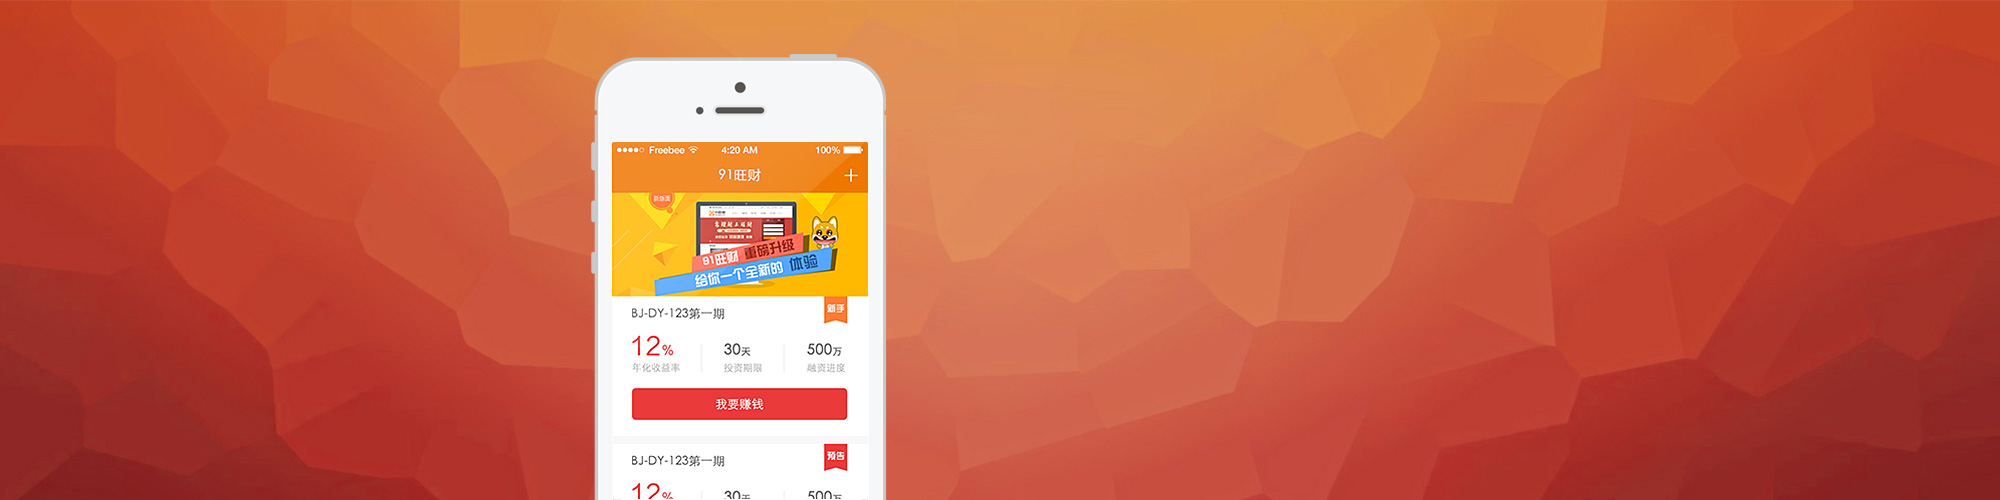 Freebee 4:20 AM 100%
91旺财
91旺财 重磅升级
给你一个全新的 体验
BJ-DY-123第一期
新手
12% 30天 500万
年化收益率 投资期限 融资进度
我要赚钱
BJ-DY-123第一期
预告
12% 30天 500万